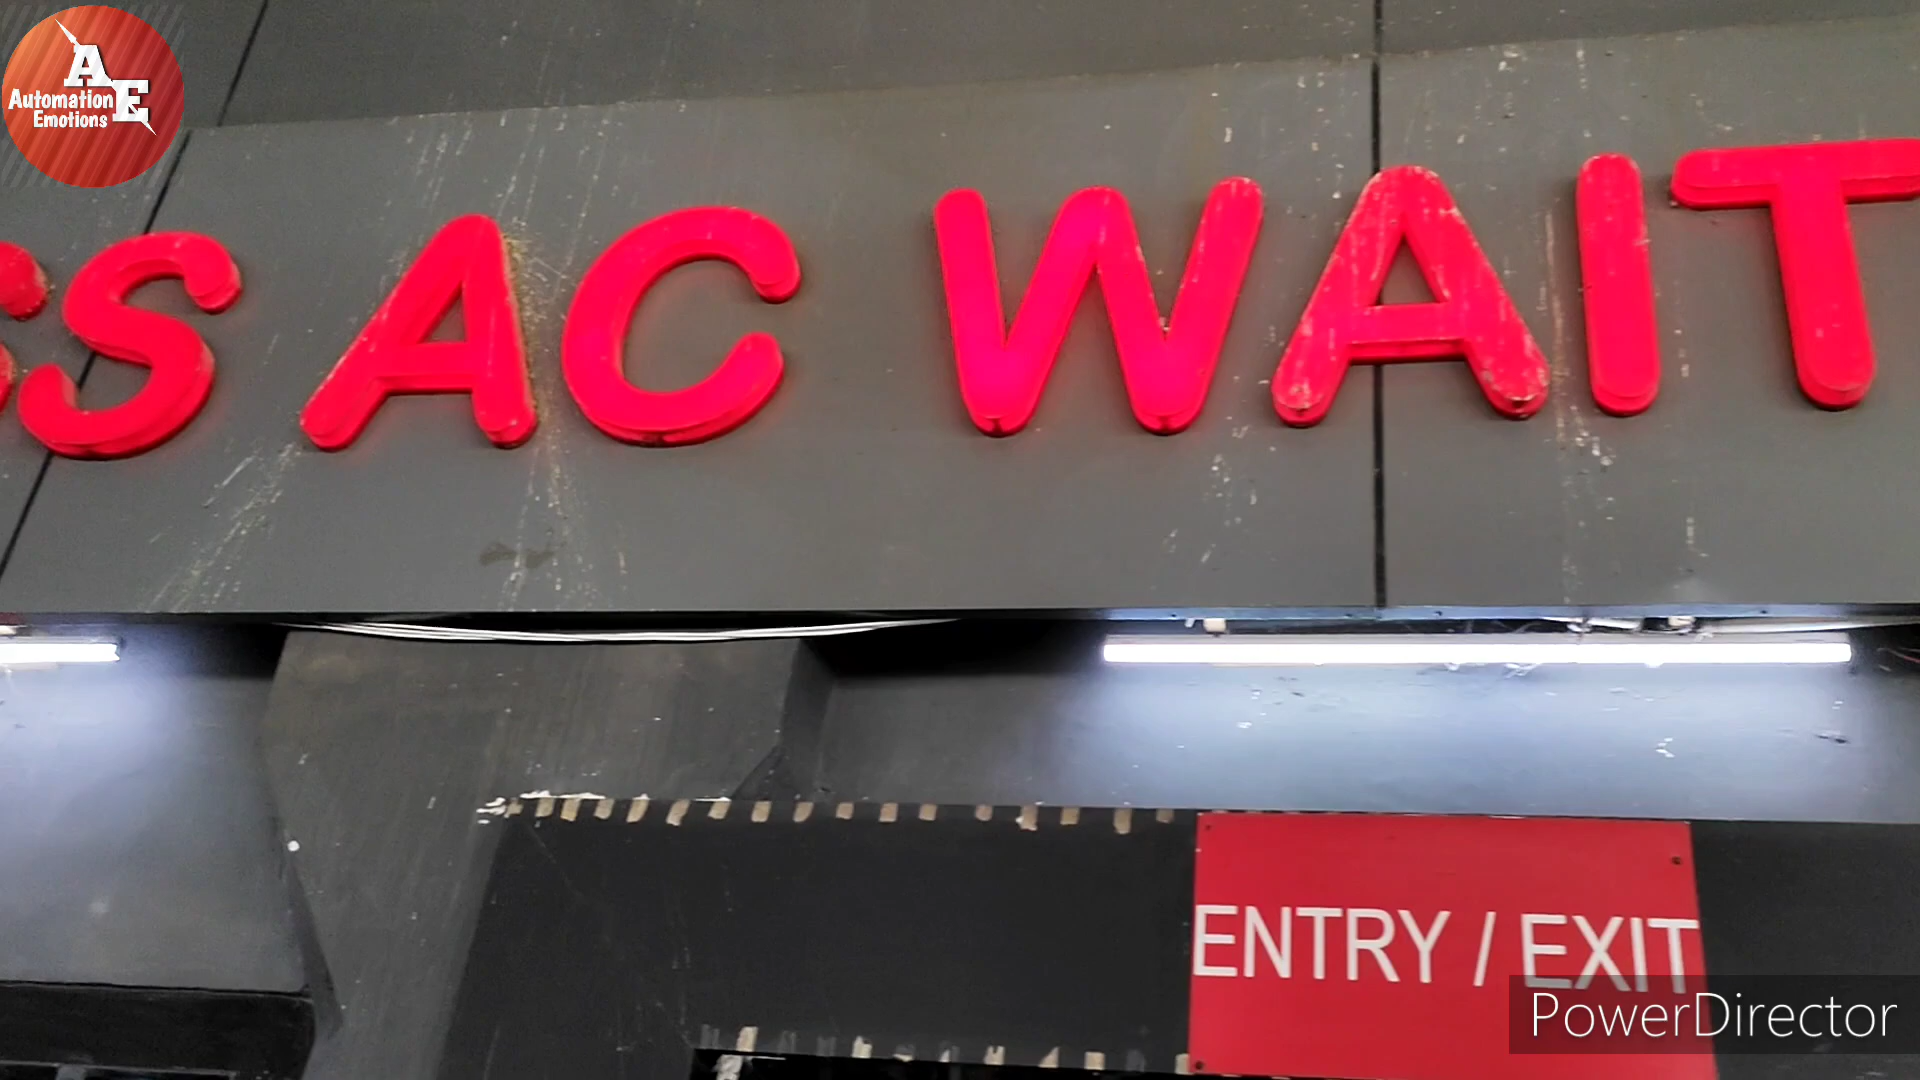 A
Automation E
Emotions
SS AC WAIT
ENTRY / EXIT
PowerDirector